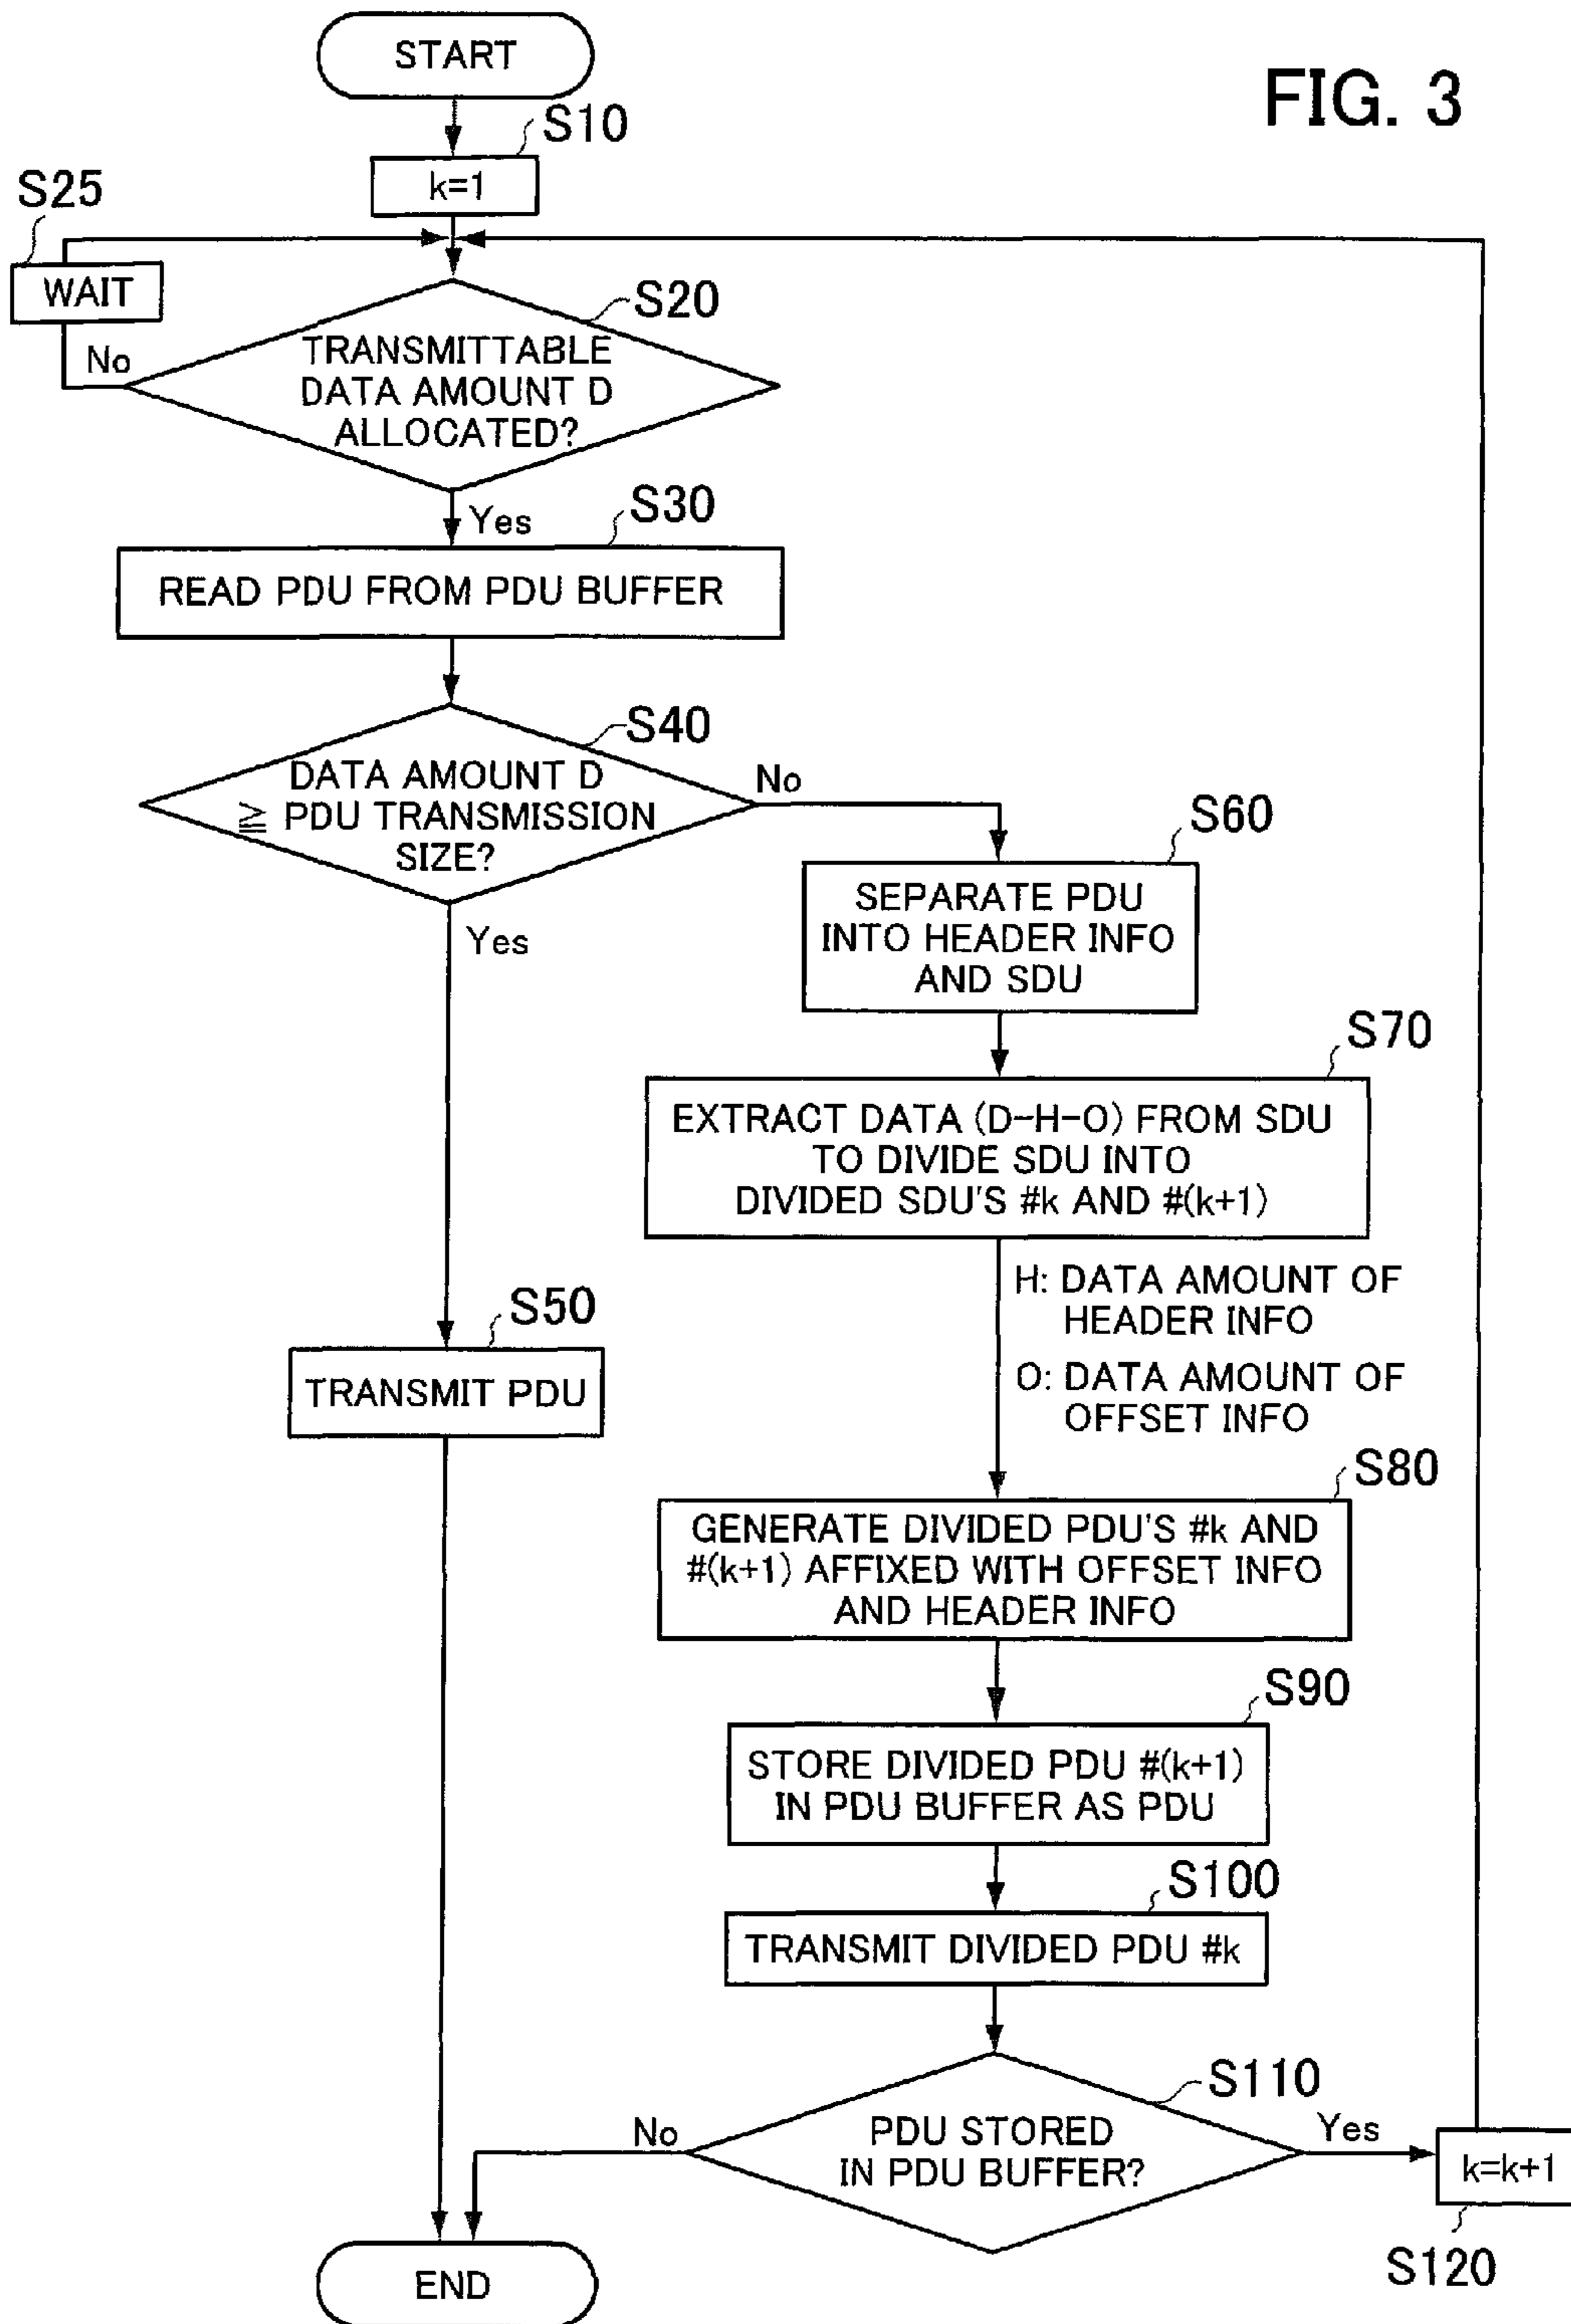 START
FIG. 3
S10
k=1
S25
WAIT
S20
TRANSMITTABLE
DATA AMOUNT D
ALLOCATED?
No
Yes
S30
READ PDU FROM PDU BUFFER
S40
DATA AMOUNT D
≧ PDU TRANSMISSION
SIZE?
No
Yes
S60
SEPARATE PDU
INTO HEADER INFO
AND SDU
S70
EXTRACT DATA (D-H-O) FROM SDU
TO DIVIDE SDU INTO
DIVIDED SDU'S #k AND #(k+1)
H: DATA AMOUNT OF
HEADER INFO
O: DATA AMOUNT OF
OFFSET INFO
S50
TRANSMIT PDU
S80
GENERATE DIVIDED PDU'S #k AND
#(k+1) AFFIXED WITH OFFSET INFO
AND HEADER INFO
S90
STORE DIVIDED PDU #(k+1)
IN PDU BUFFER AS PDU
S100
TRANSMIT DIVIDED PDU #k
S110
PDU STORED
IN PDU BUFFER?
No
Yes
k=k+1
S120
END